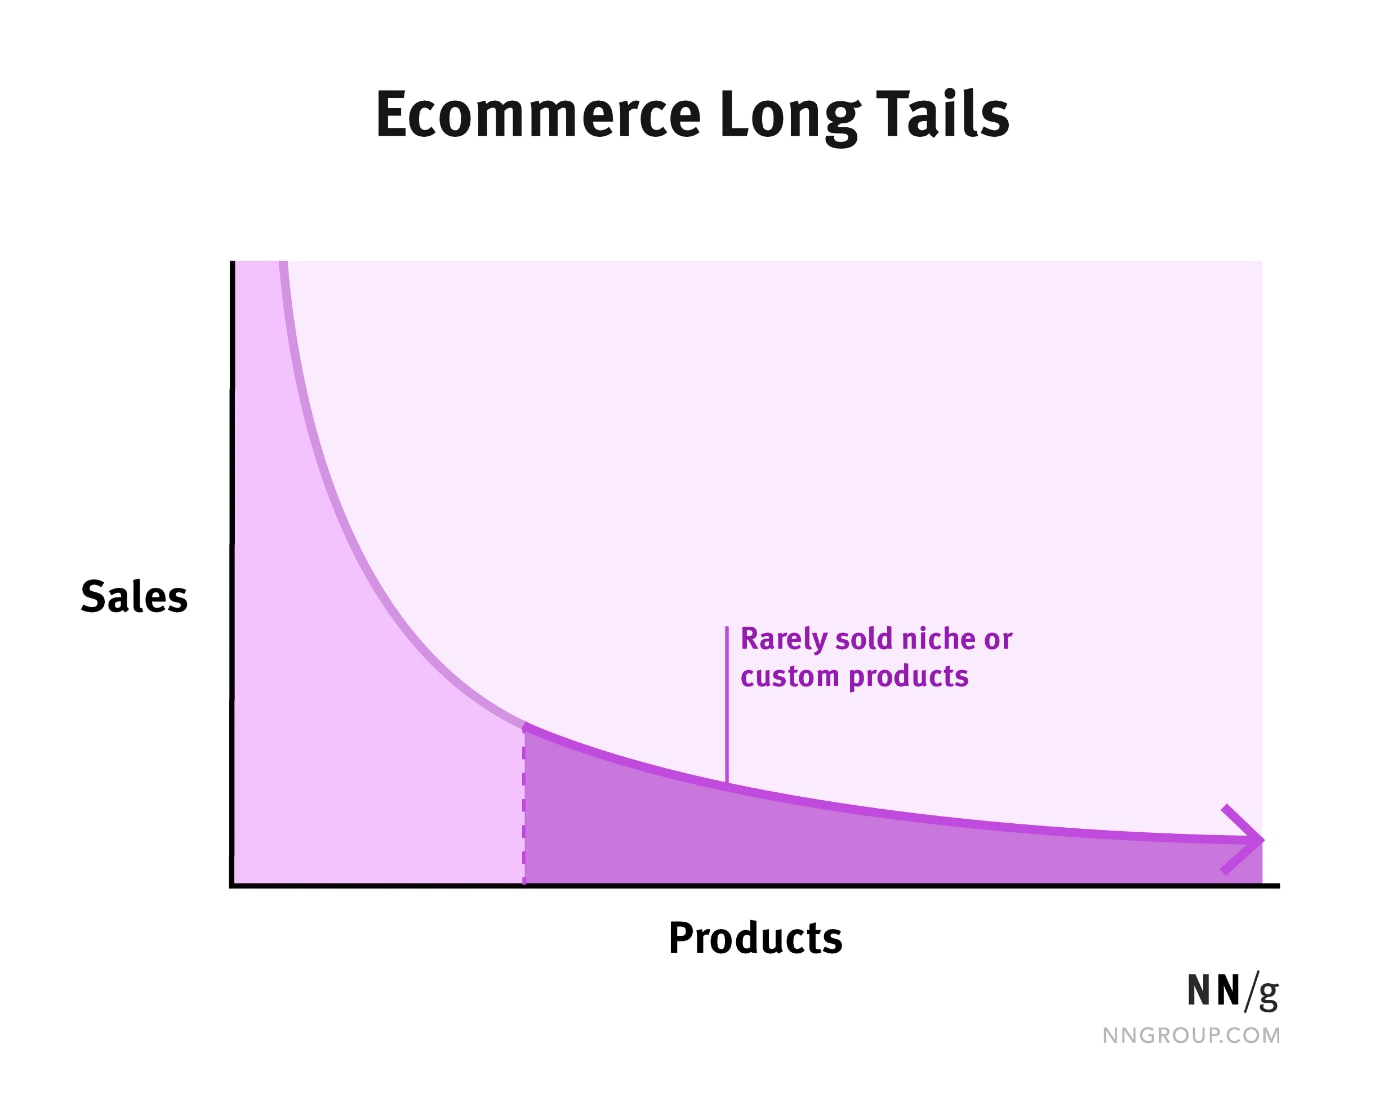 Ecommerce Long Tails
Sales
Rarely sold niche or
custom products
Products
NN/g
NNGROUP.COM